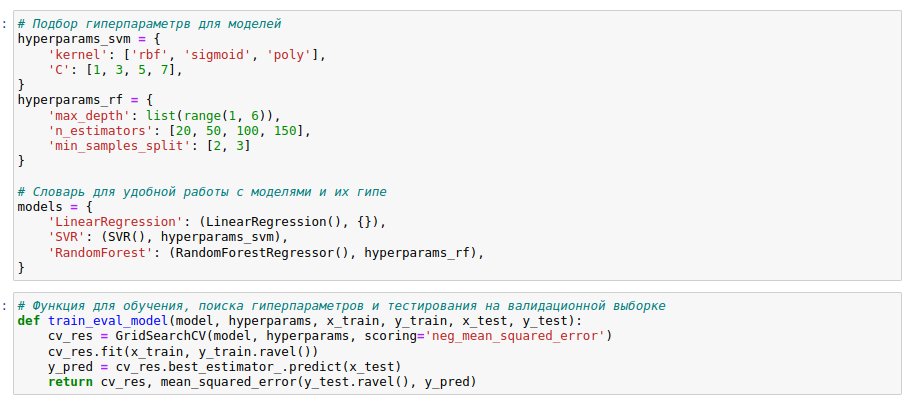 : # Подбор гиперпараметрв для моделей
hyperparams_svm = {
    'kernel': ['rbf', 'sigmoid', 'poly'],
    'C': [1, 3, 5, 7],
}
hyperparams_rf = {
    'max_depth': list(range(1, 6)),
    'n_estimators': [20, 50, 100, 150],
    'min_samples_split': [2, 3]
}

# Словарь для удобной работы с моделями и их гипе
models = {
    'LinearRegression': (LinearRegression(), {}),
    'SVR': (SVR(), hyperparams_svm),
    'RandomForest': (RandomForestRegressor(), hyperparams_rf),
}

: # Функция для обучения, поиска гиперпараметров и тестирования на валидационной выборке
def train_eval_model(model, hyperparams, x_train, y_train, x_test, y_test):
    cv_res = GridSearchCV(model, hyperparams, scoring='neg_mean_squared_error')
    cv_res.fit(x_train, y_train.ravel())
    y_pred = cv_res.best_estimator_.predict(x_test)
    return cv_res, mean_squared_error(y_test.ravel(), y_pred)